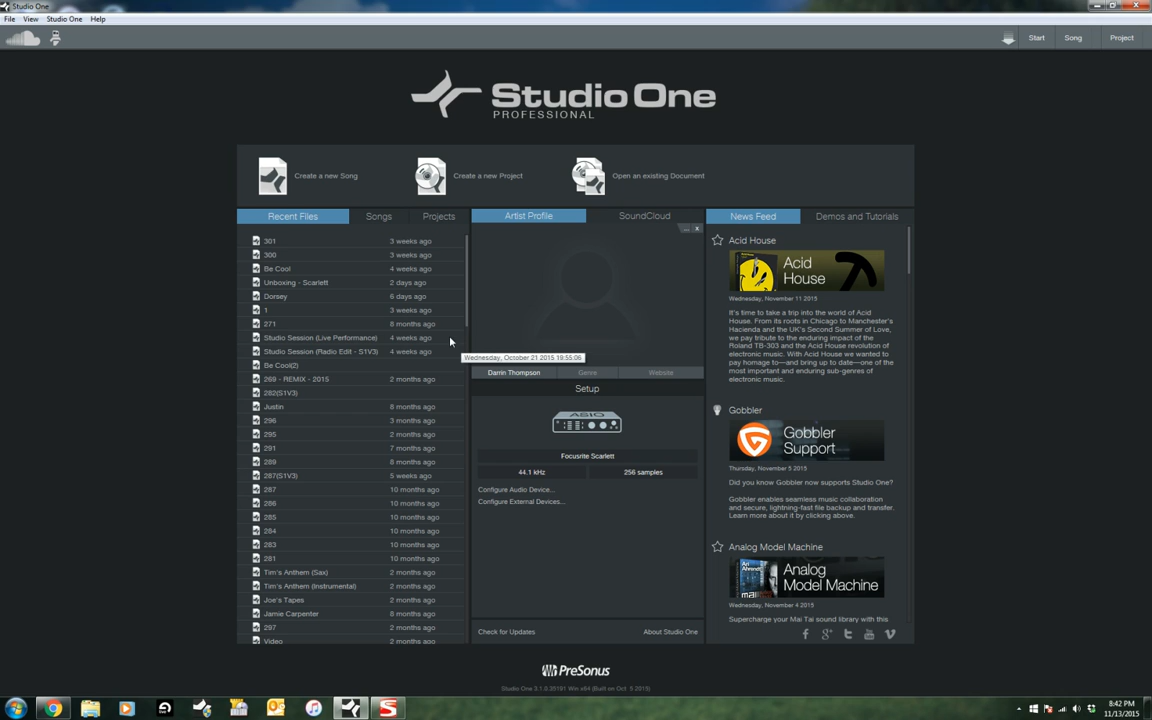 Studio One
File View Studio One Help
Start Song Project
Studio One
PROFESSIONAL
Create a new Song
Create a new Project
Open an existing Document
Recent Files Songs Projects
301 3 weeks ago
300 3 weeks ago
Be Cool 4 weeks ago
Unboxing - Scarlett 2 days ago
Dorsey 6 days ago
1 3 weeks ago
271 8 months ago
Studio Session (Live Performance) 4 weeks ago
Studio Session (Radio Edit - S1V3) 4 weeks ago
Be Cool(2)
269 - REMIX - 2015 2 months ago
282(S1V3)
Justin 8 months ago
296 3 months ago
295 2 months ago
291 7 months ago
289 8 months ago
287(S1V3) 5 weeks ago
287 10 months ago
286 10 months ago
285 10 months ago
284 10 months ago
283 10 months ago
281 10 months ago
Tim's Anthem (Sax) 2 months ago
Tim's Anthem (Instrumental) 2 months ago
Joe's Tapes 2 months ago
Jamie Carpenter 8 months ago
297 2 months ago
Video 2 months ago
Artist Profile SoundCloud
... x
Wednesday, October 21 2015 19:55:06
Darrin Thompson Genre Website
Setup
ASIO
Focusrite Scarlett
44.1 kHz 256 samples
Configure Audio Device...
Configure External Devices...
Check for Updates About Studio One
News Feed Demos and Tutorials
Acid House
Acid
House
Wednesday, November 11 2015
It's time to take a trip into the world of Acid
House. From its roots in Chicago to Manchester's
Hacienda and the UK's Second Summer of Love,
we pay tribute to the enduring impact of the
Roland TB-303 and the Acid House revolution of
electronic music. With Acid House we wanted to
pay homage to—and bring up to date—one of the
most important and enduring sub-genres of
electronic music.
Gobbler
Gobbler
Support
Thursday, November 5 2015
Did you know Gobbler now supports Studio One?
Gobbler enables seamless music collaboration
and secure, lightning-fast file backup and transfer.
Learn more about it by clicking above.
Analog Model Machine
Analog
Model Machine
Wednesday, November 4 2015
Supercharge your Mai Tai sound library with this
PreSonus
Studio One 3.1.0.35191 Win x64 (Built on Oct 5 2015)
live
8:42 PM
11/13/2015